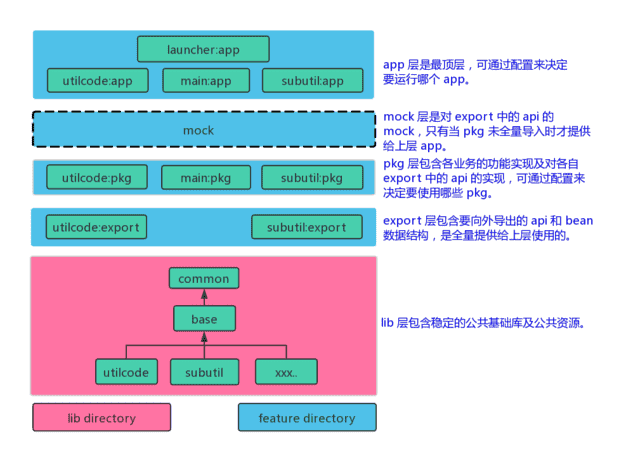 launcher:app
utilcode:app
main:app
subutil:app
app 层是最顶层，可通过配置来决定
要运行哪个 app。
mock
mock 层是对 export 中的 api 的
mock，只有当 pkg 未全量导入时才提供
给上层 app。
utilcode:pkg
main:pkg
subutil:pkg
pkg 层包含各业务的功能实现及对各自
export 中的 api 的实现，可通过配置来
决定要使用哪些 pkg。
utilcode:export
subutil:export
export 层包含要向外导出的 api 和 bean
数据结构，是全量提供给上层使用的。
common
base
utilcode
subutil
xxx..
lib 层包含稳定的公共基础库及公共资源。
lib directory
feature directory